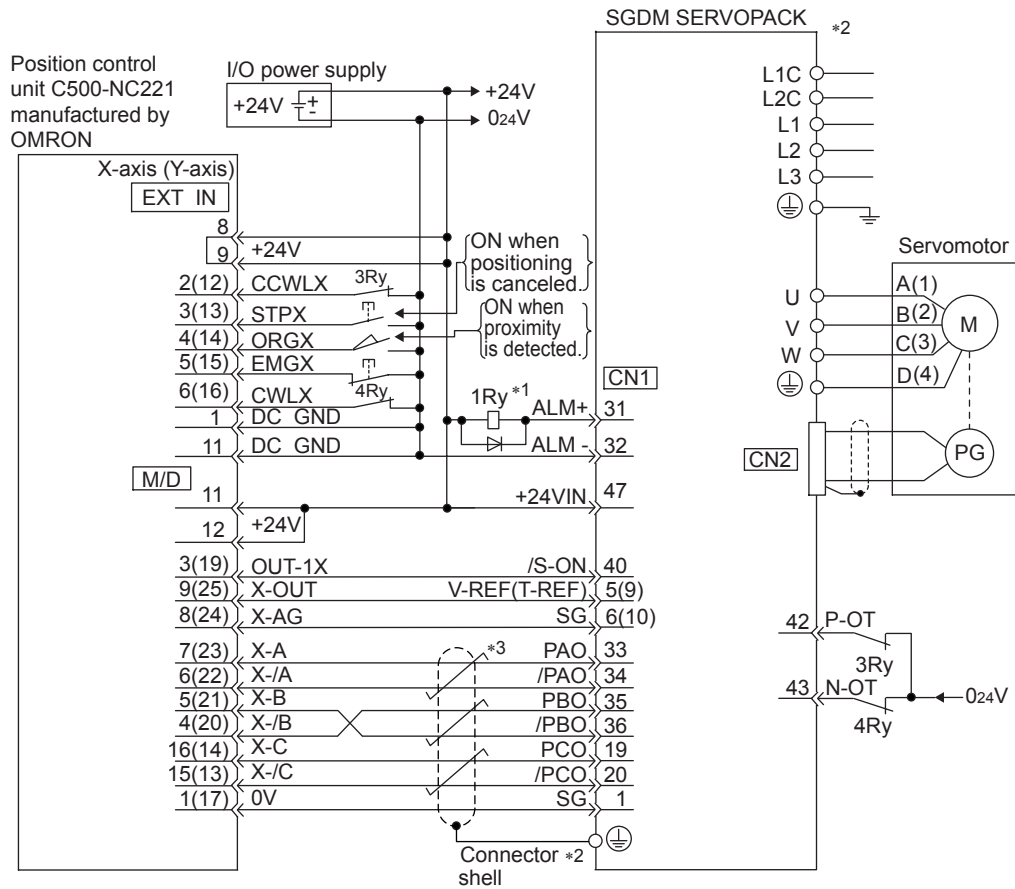 SGDM SERVOPACK *2
Position control
unit C500-NC221
manufactured by
OMRON
I/O power supply
+24V + -
+24V
024V
X-axis (Y-axis)
EXT IN
8
9 +24V
2(12) CCWLX 3Ry
3(13) STPX
4(14) ORGX
5(15) EMGX
6(16) CWLX 4Ry
1 DC GND
11 DC GND
ON when
positioning
is canceled.
ON when
proximity
is detected.
1Ry *1
CN1
ALM+ 31
ALM - 32
M/D
11 +24VIN 47
12 +24V
3(19) OUT-1X /S-ON 40
9(25) X-OUT V-REF(T-REF) 5(9)
8(24) X-AG SG 6(10)
7(23) X-A *3 PAO 33
6(22) X-/A /PAO 34
5(21) X-B PBO 35
4(20) X-/B /PBO 36
16(14) X-C PCO 19
15(13) X-/C /PCO 20
1(17) 0V SG 1
Connector *2
shell
L1C
L2C
L1
L2
L3
Servomotor
U A(1)
V B(2)
W C(3)
D(4)
M
CN2
PG
42 P-OT
3Ry
43 N-OT
4Ry
024V